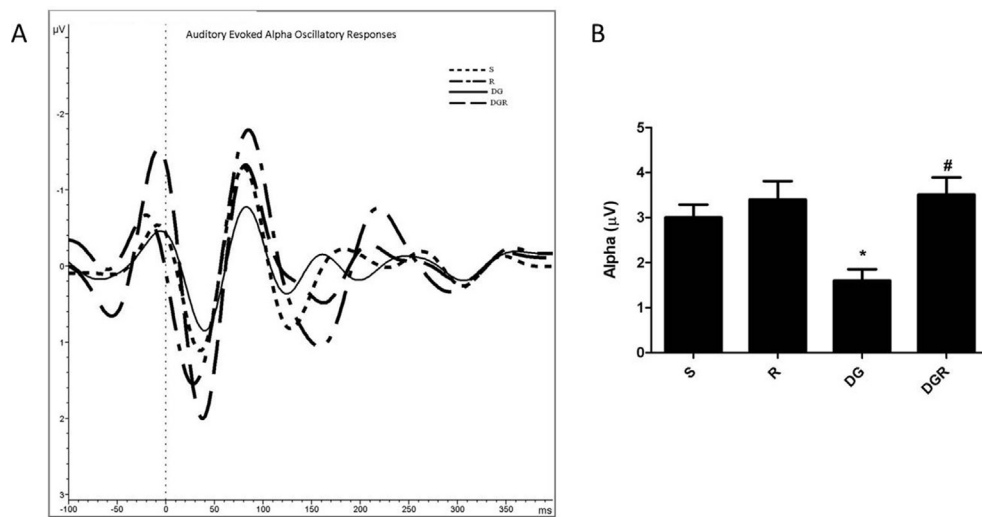 A
μV
Auditory Evoked Alpha Oscillatory Responses
S
R
DG
DGR
-2
-1
0
1
2
3
-100 -50 0 50 100 150 200 250 300 350 ms
B
5
4
3
2
1
0
Alpha (μV)
*
#
S R DG DGR